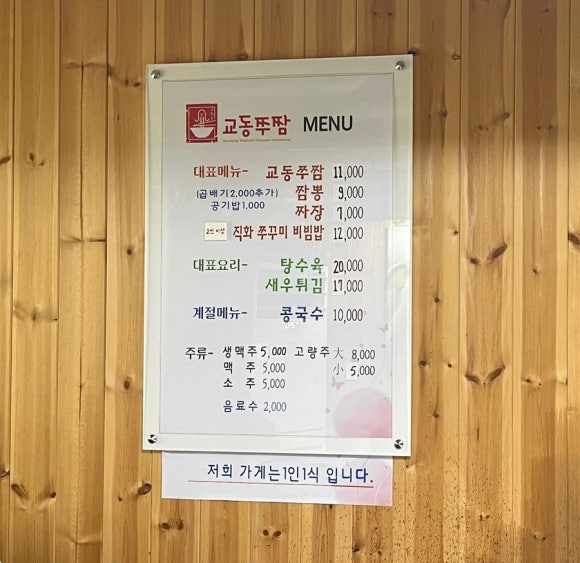 교동쭈짬 MENU
대표메뉴- 교동쭈짬 11,000
(곱배기2,000추가) 짬뽕 9,000
공기밥1,000 짜장 7,000
2인 이상 직화 쭈꾸미 비빔밥 12,000
대표요리- 탕수육 20,000
새우튀김 17,000
계절메뉴- 콩국수 10,000
주류- 생맥주 5,000 고량주 大 8,000
맥 주 5,000 小 5,000
소 주 5,000
음료수 2,000
저희 가게는1인1식 입니다.